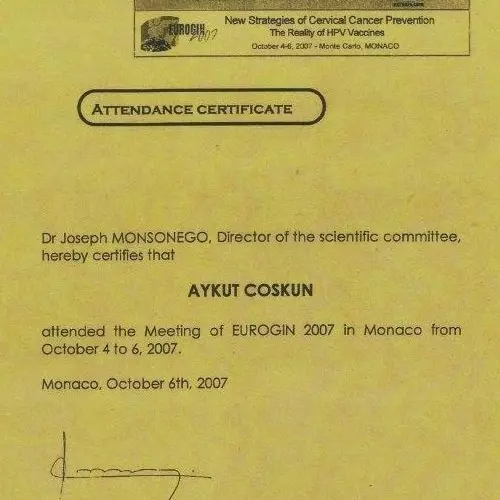 EUROGIN 2007
New Strategies of Cervical Cancer Prevention
The Reality of HPV Vaccines
October 4-6, 2007 - Monte Carlo, MONACO
ATTENDANCE CERTIFICATE
Dr Joseph MONSONEGO, Director of the scientific committee,
hereby certifies that
AYKUT COSKUN
attended the Meeting of EUROGIN 2007 in Monaco from
October 4 to 6, 2007.
Monaco, October 6th, 2007